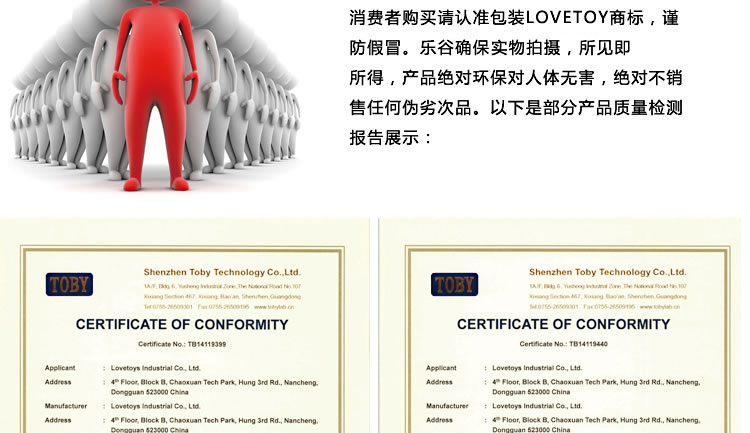 消费者购买请认准包装LOVETOY商标，谨
防假冒。乐谷确保实物拍摄，所见即
所得，产品绝对环保对人体无害，绝对不销
售任何伪劣次品。以下是部分产品质量检测
报告展示：
TOBY
Shenzhen Toby Technology Co.,Ltd.
1A/F, Bldg. 6, Yusheng Industrial Zone, The National Road No.107
Xixiang Section 467, Xixiang, Bao'an, Shenzhen, Guangdong
Tel:0755-26509301 Fax:0755-26509195 www.tobylab.cn
CERTIFICATE OF CONFORMITY
Certificate No.: TB14119399
Applicant : Lovetoys Industrial Co., Ltd.
Address : 4th Floor, Block B, Chaoxuan Tech Park, Hung 3rd Rd., Nancheng,
Dongguan 523000 China
Manufacturer : Lovetoys Industrial Co., Ltd.
Address : 4th Floor, Block B, Chaoxuan Tech Park, Hung 3rd Rd., Nancheng,
Dongguan 523000 China
TOBY
Shenzhen Toby Technology Co.,Ltd.
1A/F, Bldg. 6, Yusheng Industrial Zone, The National Road No.107
Xixiang Section 467, Xixiang, Bao'an, Shenzhen, Guangdong
Tel:0755-26509301 Fax:0755-26509195 www.tobylab.cn
CERTIFICATE OF CONFORMITY
Certificate No.: TB14119440
Applicant : Lovetoys Industrial Co., Ltd.
Address : 4th Floor, Block B, Chaoxuan Tech Park, Hung 3rd Rd., Nancheng,
Dongguan 523000 China
Manufacturer : Lovetoys Industrial Co., Ltd.
Address : 4th Floor, Block B, Chaoxuan Tech Park, Hung 3rd Rd., Nancheng,
Dongguan 523000 China